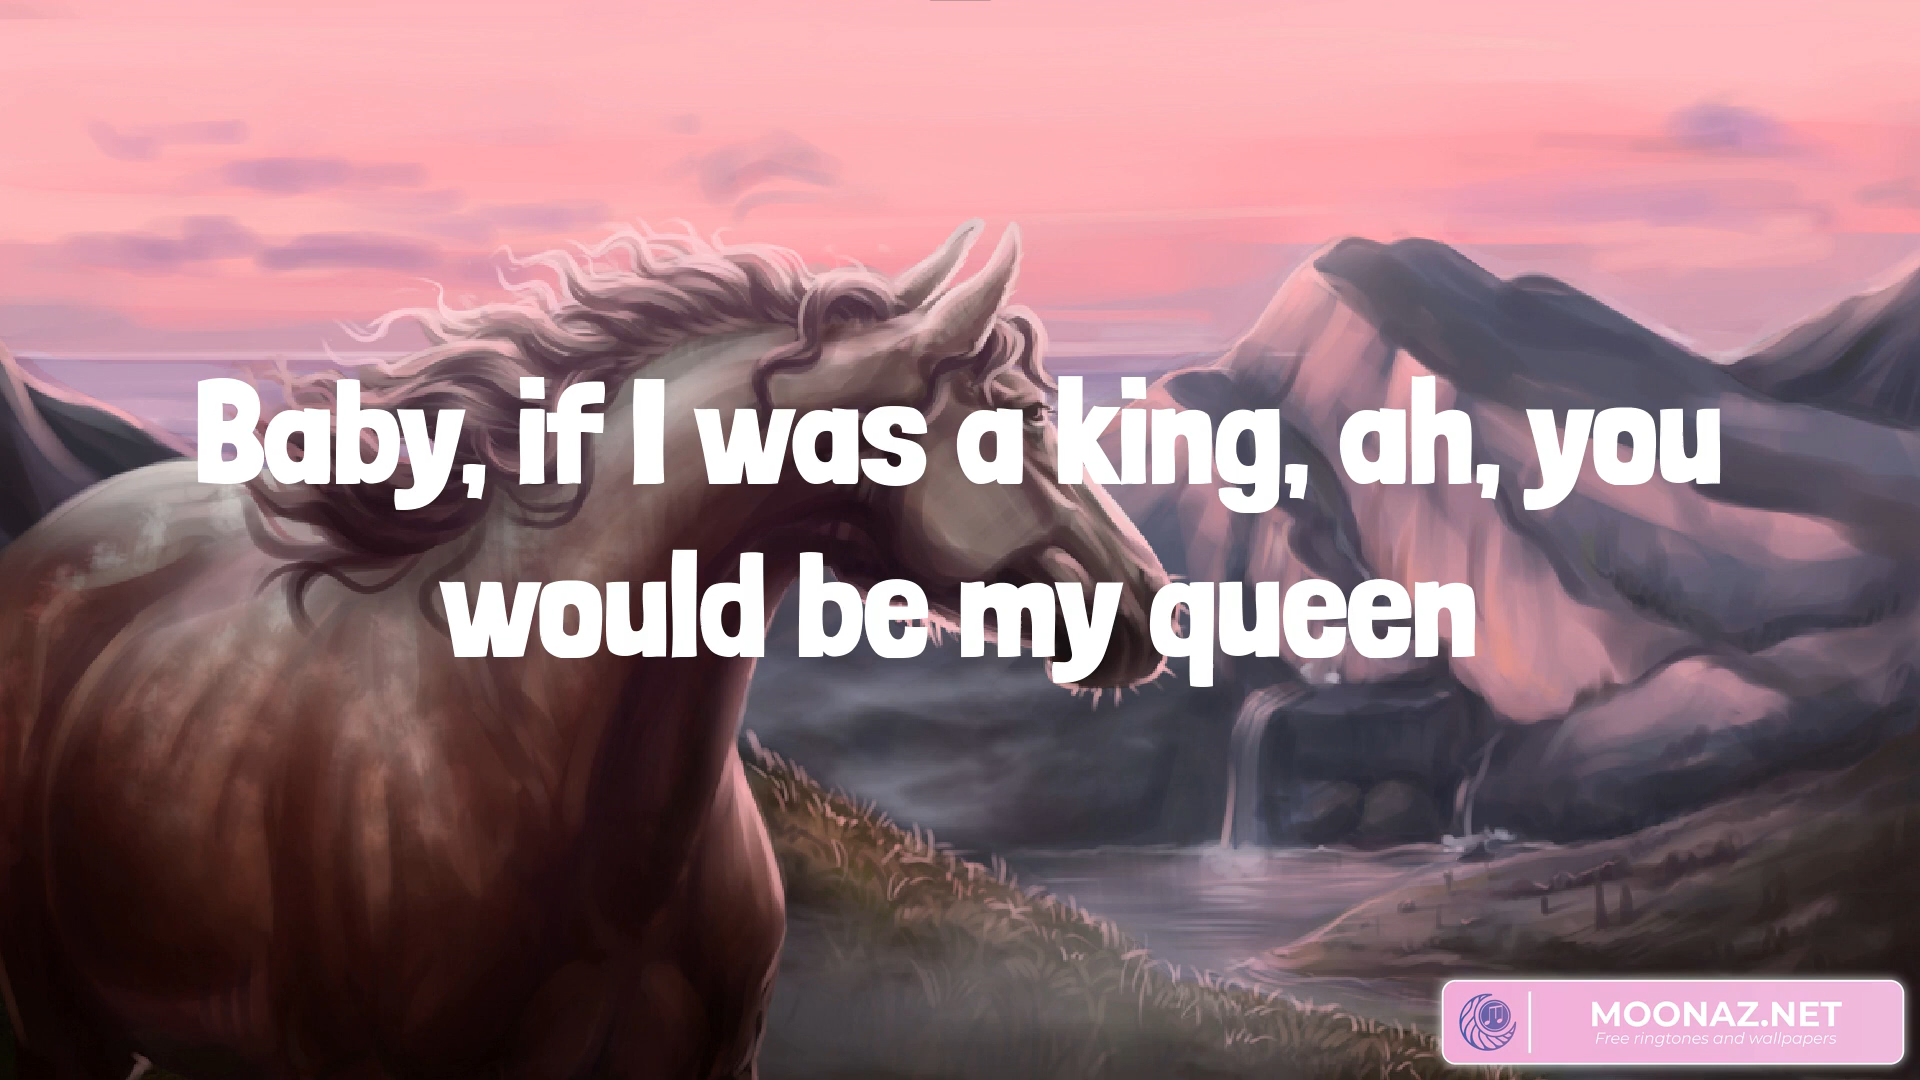 Baby, if I was a king, ah, you
would be my queen
MOONAZ.NET
Free ringtones and wallpapers